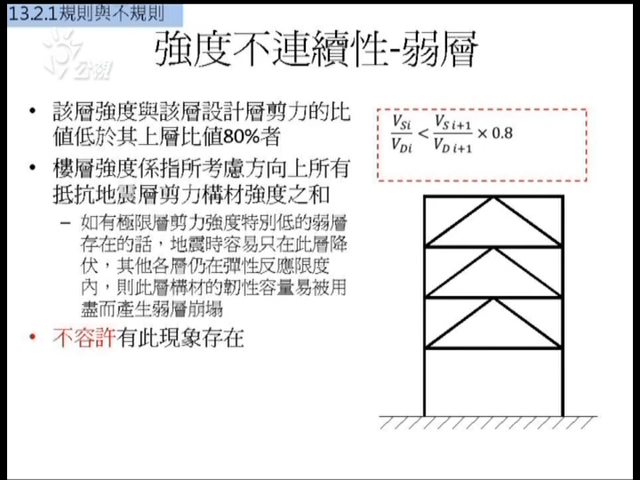 13.2.1規則與不規則
公視
強度不連續性-弱層
• 該層強度與該層設計層剪力的比
值低於其上層比值80%者
V_Si/V_Di < V_S i+1/V_D i+1 × 0.8
• 樓層強度係指所考慮方向上所有
抵抗地震層剪力構材強度之和
– 如有極限層剪力強度特別低的弱層
存在的話，地震時容易只在此層降
伏，其他各層仍在彈性反應限度
內，則此層構材的韌性容量易被用
盡而產生弱層崩塌
• 不容許有此現象存在